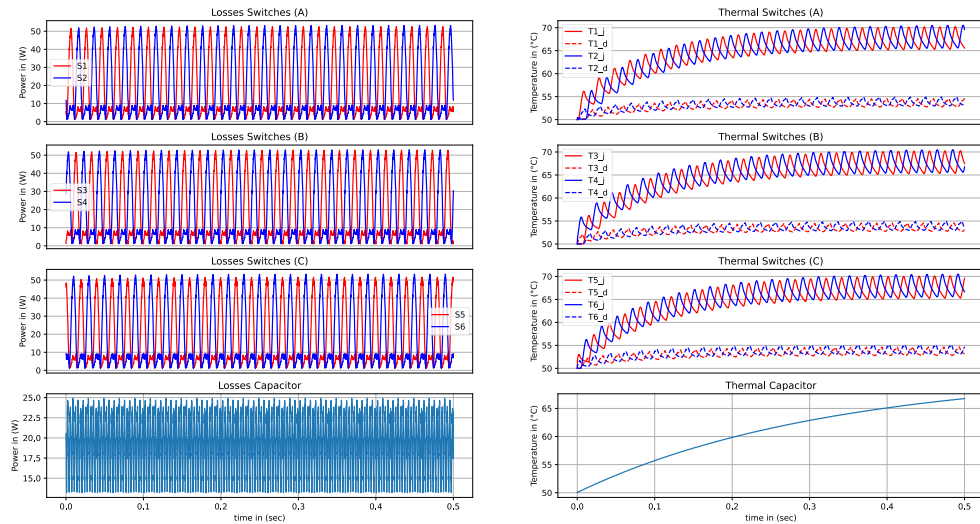 Losses Switches (A)
Power in (W)
50
40
30
20
10
0
S1
S2
Thermal Switches (A)
Temperature in (°C)
70
65
60
55
50
T1_j
T1_d
T2_j
T2_d
Losses Switches (B)
Power in (W)
50
40
30
20
10
0
S3
S4
Thermal Switches (B)
Temperature in (°C)
70
65
60
55
50
T3_j
T3_d
T4_j
T4_d
Losses Switches (C)
Power in (W)
50
40
30
20
10
0
S5
S6
Thermal Switches (C)
Temperature in (°C)
70
65
60
55
50
T5_j
T5_d
T6_j
T6_d
Losses Capacitor
Power in (W)
25.0
22.5
20.0
17.5
15.0
0.0 0.1 0.2 0.3 0.4 0.5
time in (sec)
Thermal Capacitor
Temperature in (°C)
65
60
55
50
0.0 0.1 0.2 0.3 0.4 0.5
time in (sec)